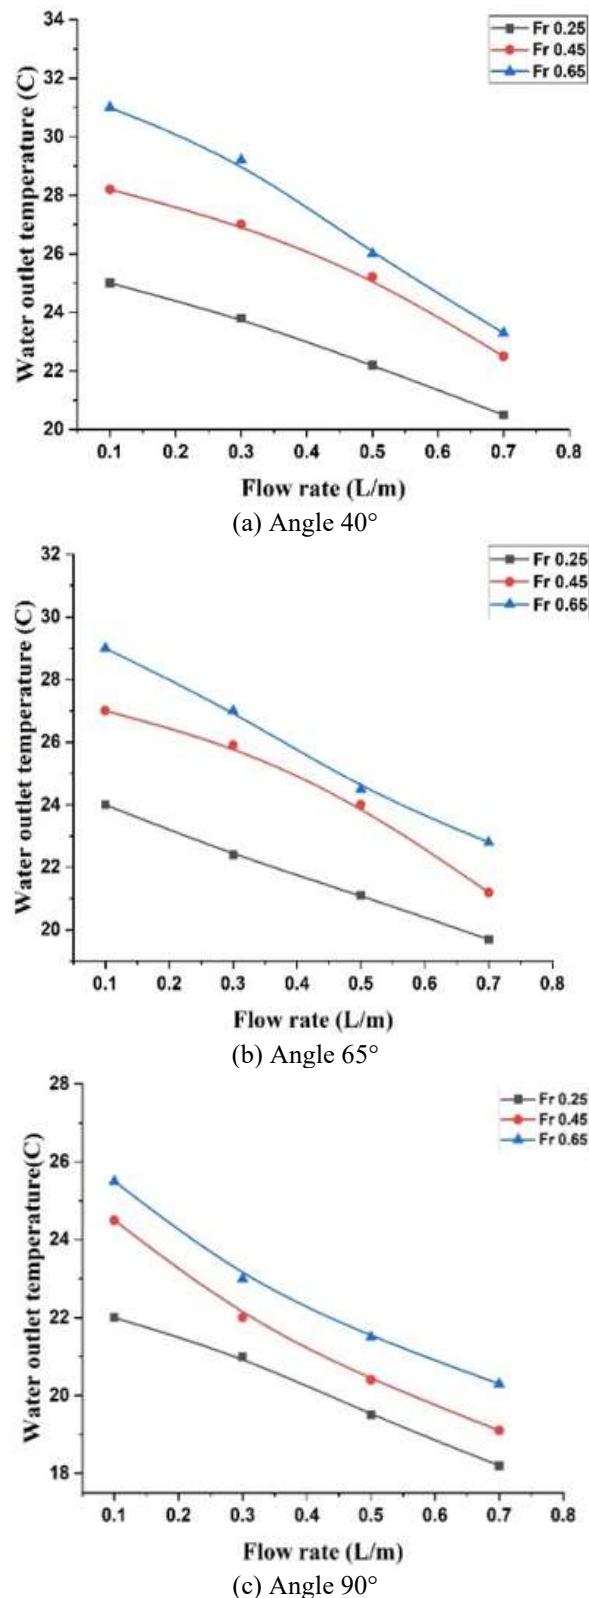 34
32
30
28
26
24
22
20
Water outlet temperature (C)
Fr 0.25
Fr 0.45
Fr 0.65
0.1 0.2 0.3 0.4 0.5 0.6 0.7 0.8
Flow rate (L/m)
(a) Angle 40°
32
30
28
26
24
22
20
Water outlet temperature (C)
Fr 0.25
Fr 0.45
Fr 0.65
0.1 0.2 0.3 0.4 0.5 0.6 0.7 0.8
Flow rate (L/m)
(b) Angle 65°
28
26
24
22
20
18
Water outlet temperature(C)
Fr 0.25
Fr 0.45
Fr 0.65
0.1 0.2 0.3 0.4 0.5 0.6 0.7 0.8
Flow rate (L/m)
(c) Angle 90°